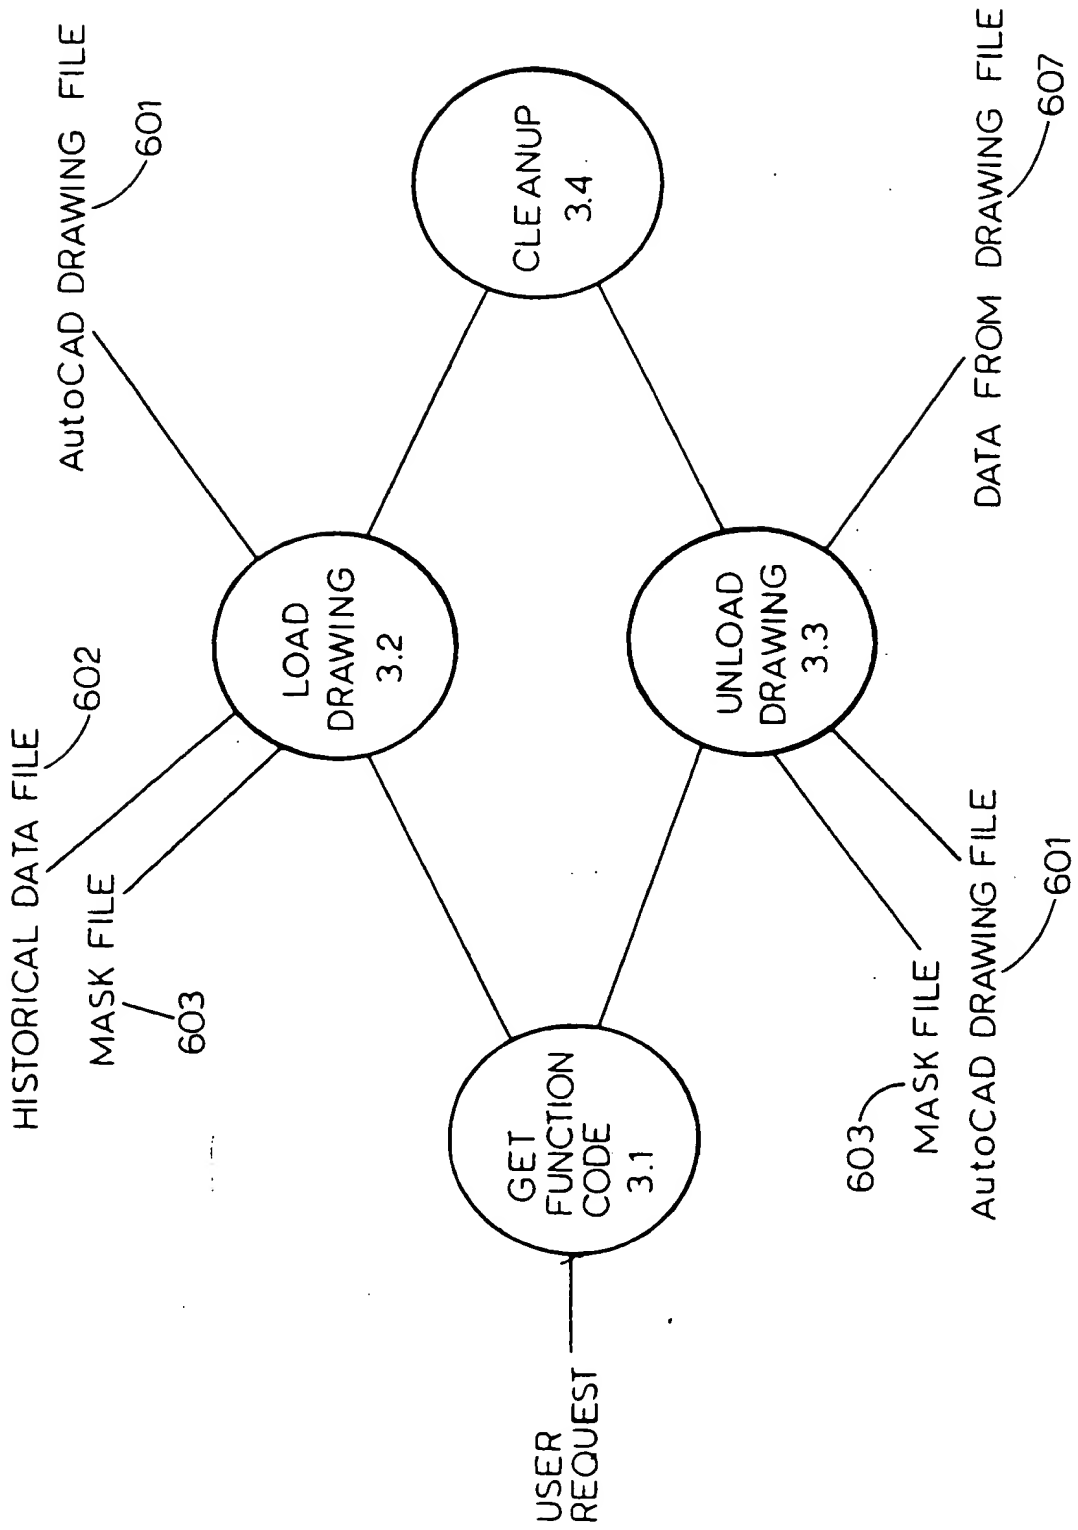 HISTORICAL DATA FILE
602
MASK FILE
603
AutoCAD DRAWING FILE
601
LOAD
DRAWING
3.2
USER
REQUEST
GET
FUNCTION
CODE
3.1
CLEANUP
3.4
UNLOAD
DRAWING
3.3
603
MASK FILE
AutoCAD DRAWING FILE
601
DATA FROM DRAWING FILE
607